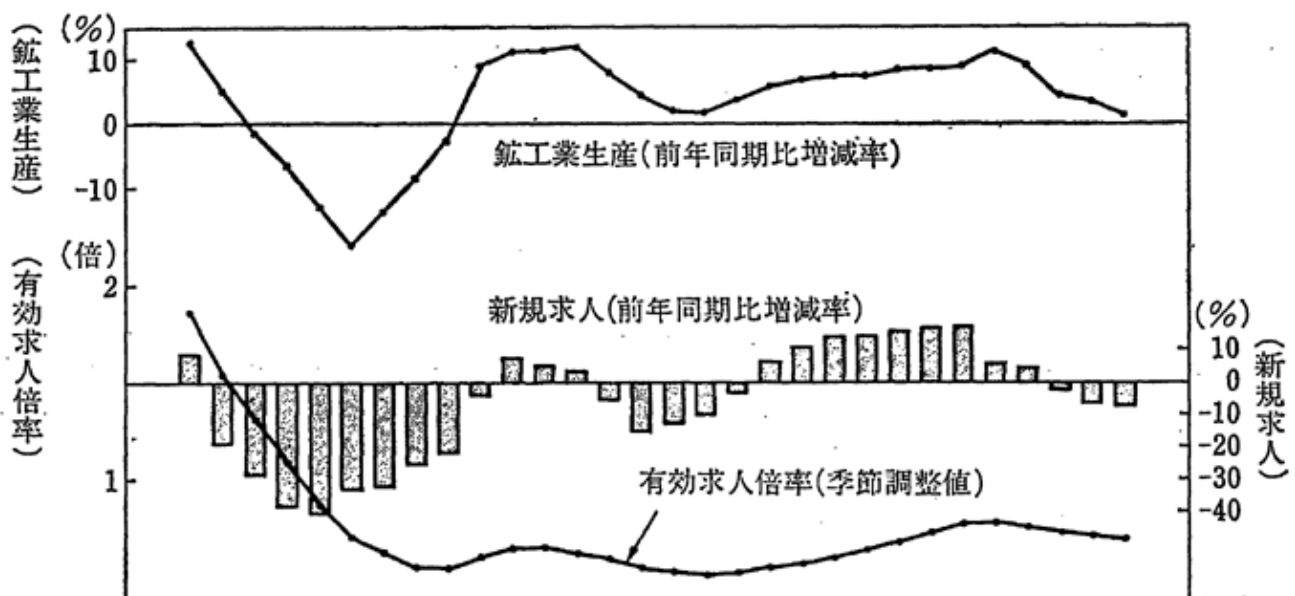 (鉱工業生産)
(%)
10
0
-10
鉱工業生産(前年同期比増減率)
(有効求人倍率)
(倍)
2
1
新規求人(前年同期比増減率)
有効求人倍率(季節調整値)
(%)
10
0
-10
-20
-30
-40
(新規求人)